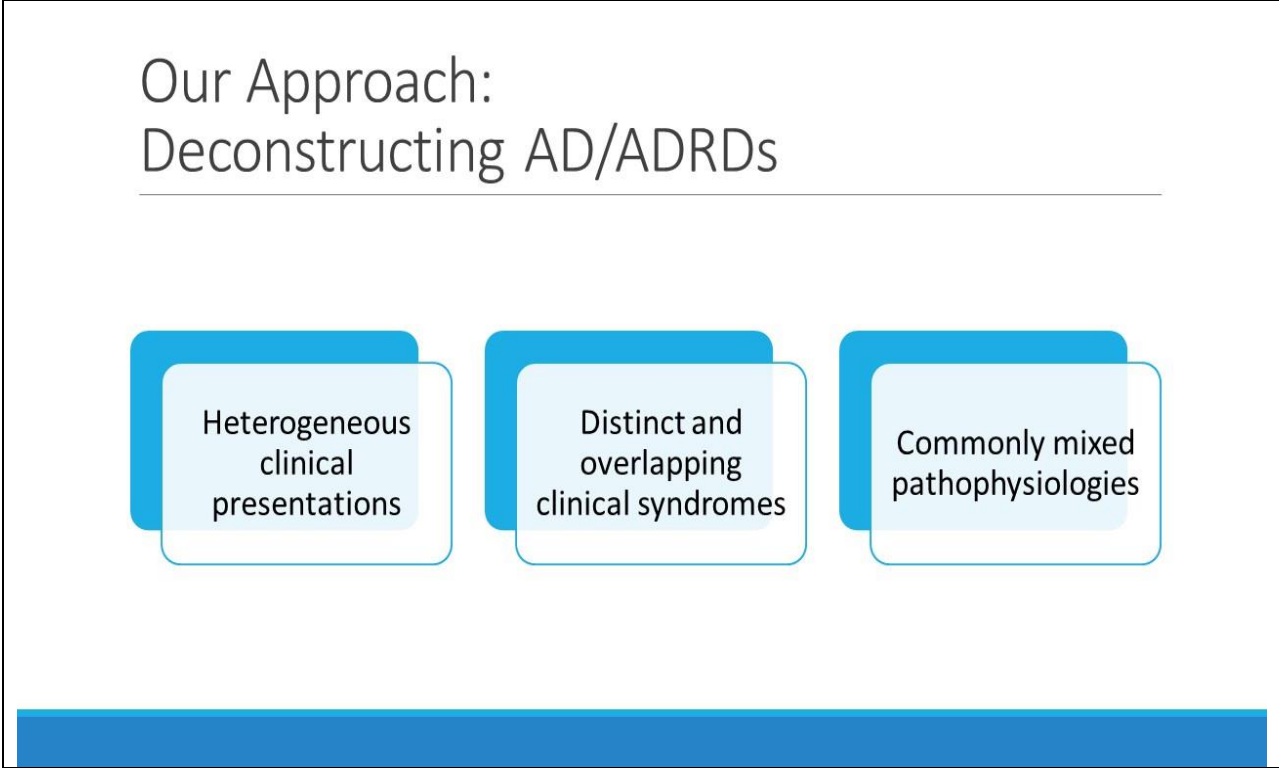 Our Approach:
Deconstructing AD/ADRDs
Heterogeneous
clinical
presentations
Distinct and
overlapping
clinical syndromes
Commonly mixed
pathophysiologies